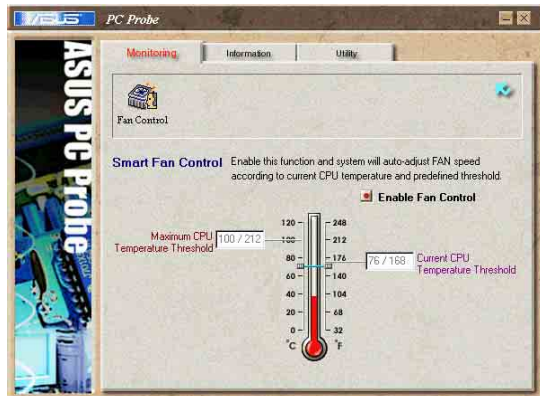 /ISUS PC Probe
ASUS PC Probe
Monitoring Information Utility
Fan Control
Smart Fan Control Enable this function and system will auto-adjust FAN speed
according to current CPU temperature and predefined threshold.
Enable Fan Control
Maximum CPU
Temperature Threshold
100 / 212
120 248
100 212
80 176
60 140
40 104
20 68
0 32
°C °F
76 / 168
Current CPU
Temperature Threshold